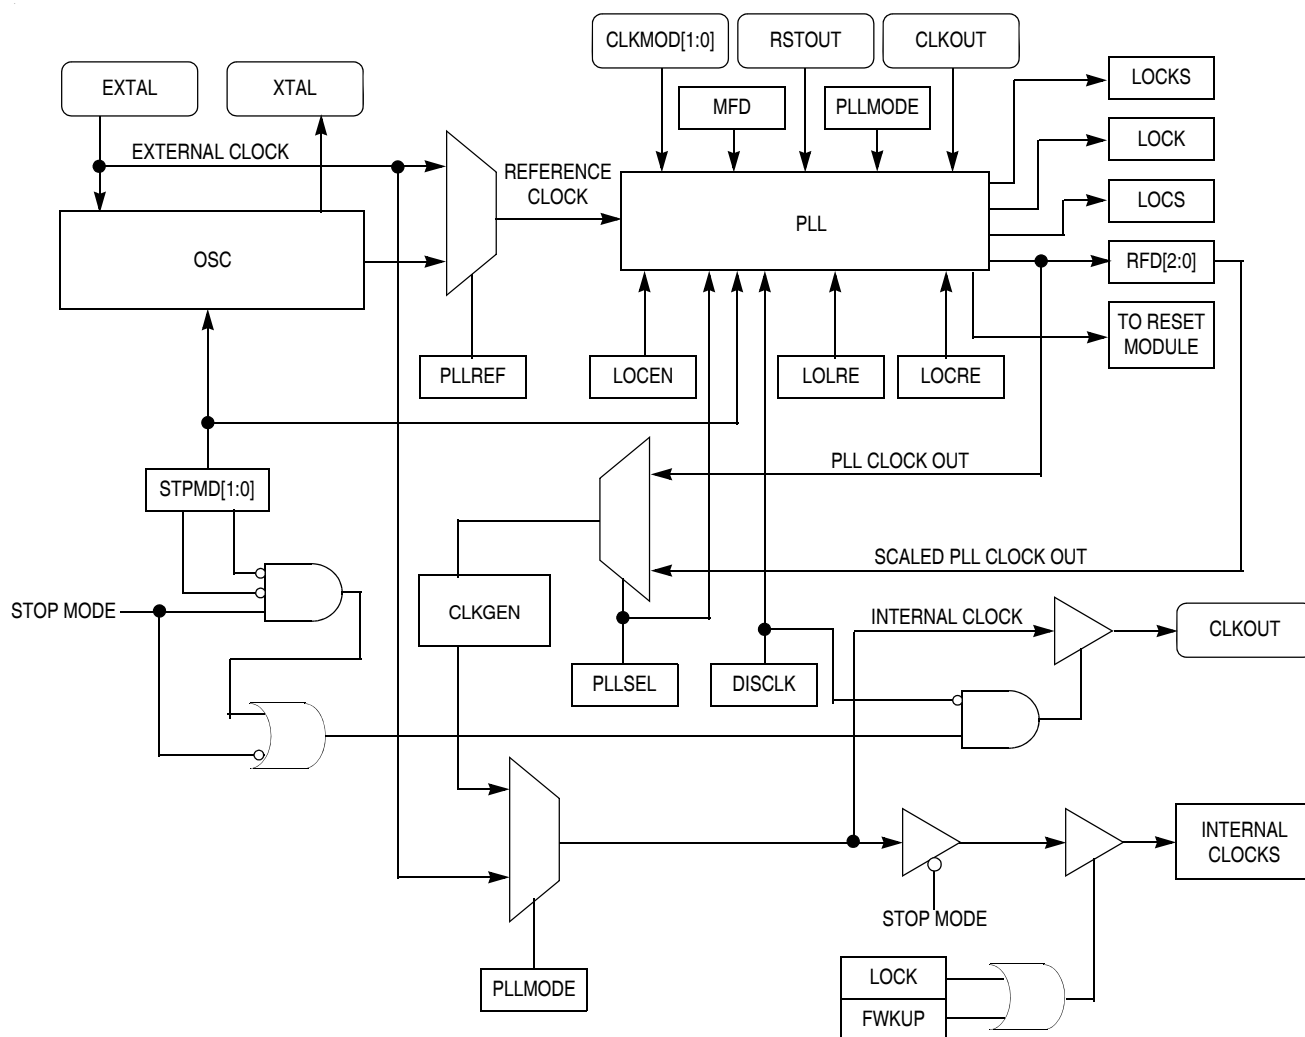 CLKMOD[1:0]
RSTOUT
CLKOUT
EXTAL
XTAL
LOCKS
MFD
PLLMODE
LOCK
EXTERNAL CLOCK
REFERENCE
CLOCK
LOCS
PLL
OSC
RFD[2:0]
TO RESET
MODULE
PLLREF
LOCEN
LOLRE
LOCRE
PLL CLOCK OUT
STPMD[1:0]
SCALED PLL CLOCK OUT
STOP MODE
CLKGEN
INTERNAL CLOCK
CLKOUT
PLLSEL
DISCLK
INTERNAL
CLOCKS
STOP MODE
PLLMODE
LOCK
FWKUP